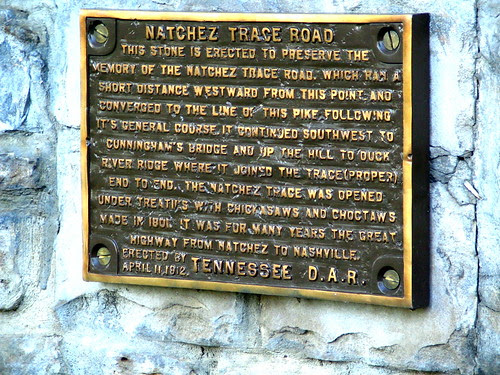 NATCHEZ TRACE ROAD
THIS STONE IS ERECTED TO PRESERVE THE
MEMORY OF THE NATCHEZ TRACE ROAD, WHICH RAN A
SHORT DISTANCE WESTWARD FROM THIS POINT AND
CONVERGED TO THE LINE OF THIS PIKE. FOLLOWING
IT'S GENERAL COURSE, IT CONTINUED SOUTHWEST, TO
CUNNINGHAM'S BRIDGE AND UP THE HILL TO DUCK
RIVER RIDGE WHERE IT JOINED THE TRACE (PROPER)
END TO END. THE NATCHEZ TRACE WAS OPENED
UNDER TREATIES WITH CHICKASAWS AND CHOCTAWS
MADE IN 1801. IT WAS FOR MANY YEARS THE GREAT
HIGHWAY FROM NATCHEZ TO NASHVILLE.
ERECTED BY
APRIL 11, 1912. TENNESSEE D.A.R.